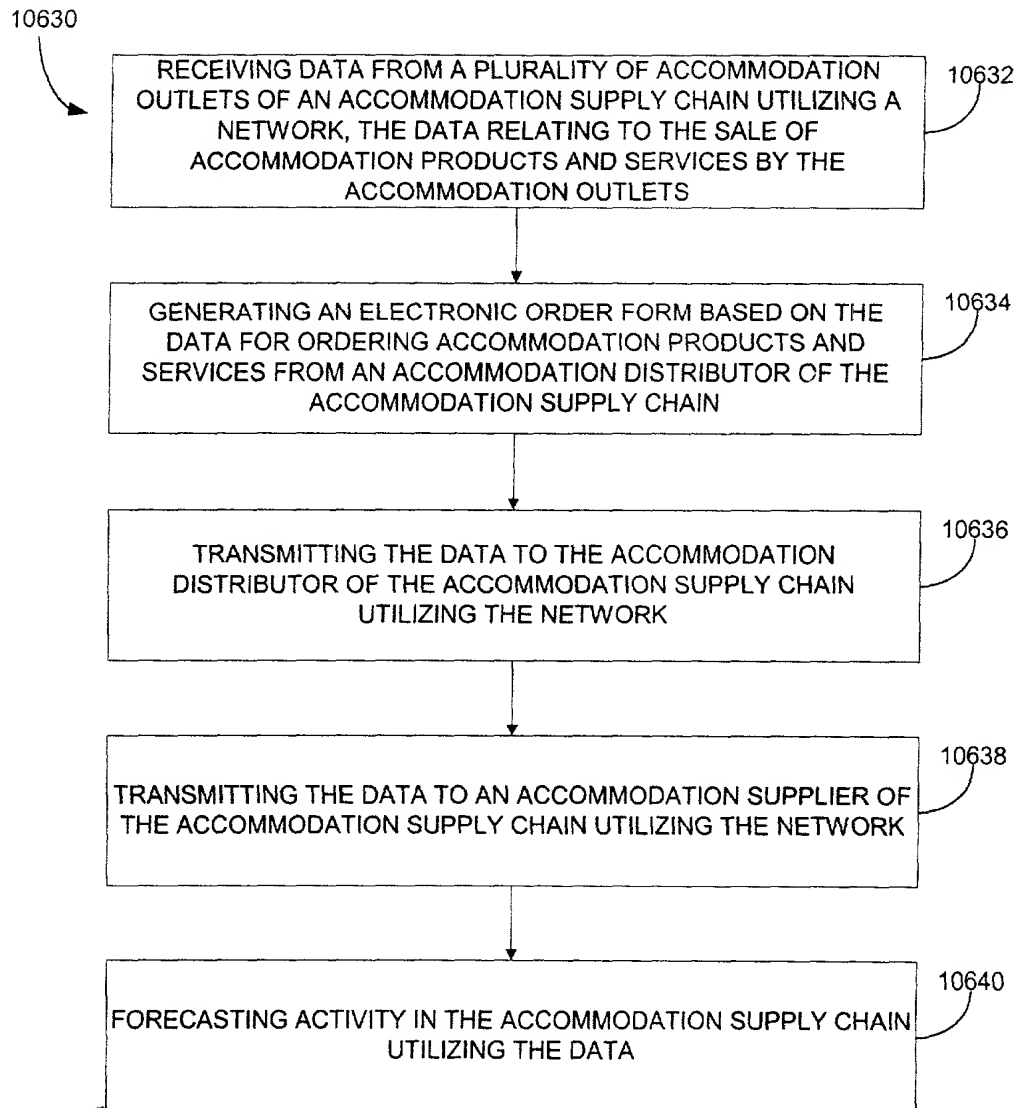 10630
RECEIVING DATA FROM A PLURALITY OF ACCOMMODATION
OUTLETS OF AN ACCOMMODATION SUPPLY CHAIN UTILIZING A
NETWORK, THE DATA RELATING TO THE SALE OF
ACCOMMODATION PRODUCTS AND SERVICES BY THE
ACCOMMODATION OUTLETS
10632
GENERATING AN ELECTRONIC ORDER FORM BASED ON THE
DATA FOR ORDERING ACCOMMODATION PRODUCTS AND
SERVICES FROM AN ACCOMMODATION DISTRIBUTOR OF THE
ACCOMMODATION SUPPLY CHAIN
10634
TRANSMITTING THE DATA TO THE ACCOMMODATION
DISTRIBUTOR OF THE ACCOMMODATION SUPPLY CHAIN
UTILIZING THE NETWORK
10636
TRANSMITTING THE DATA TO AN ACCOMMODATION SUPPLIER OF
THE ACCOMMODATION SUPPLY CHAIN UTILIZING THE NETWORK
10638
FORECASTING ACTIVITY IN THE ACCOMMODATION SUPPLY CHAIN
UTILIZING THE DATA
10640